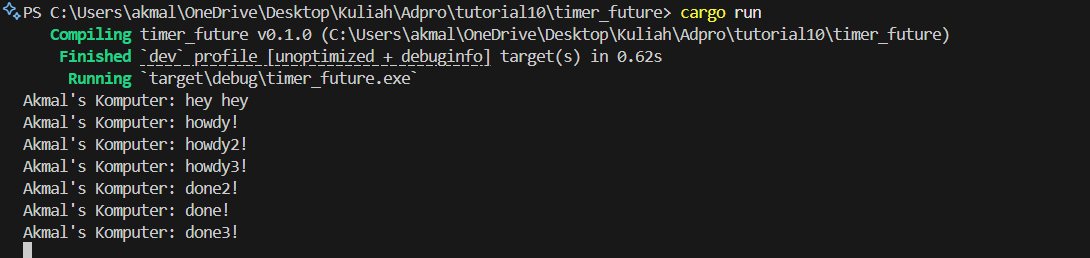 PS C:\Users\akmal\OneDrive\Desktop\Kuliah\Adpro\tutorial10\timer_future> cargo run
Compiling timer_future v0.1.0 (C:\Users\akmal\OneDrive\Desktop\Kuliah\Adpro\tutorial10\timer_future)
Finished `dev` profile [unoptimized + debuginfo] target(s) in 0.62s
Running `target\debug\timer_future.exe`
Akmal's Komputer: hey hey
Akmal's Komputer: howdy!
Akmal's Komputer: howdy2!
Akmal's Komputer: howdy3!
Akmal's Komputer: done2!
Akmal's Komputer: done!
Akmal's Komputer: done3!